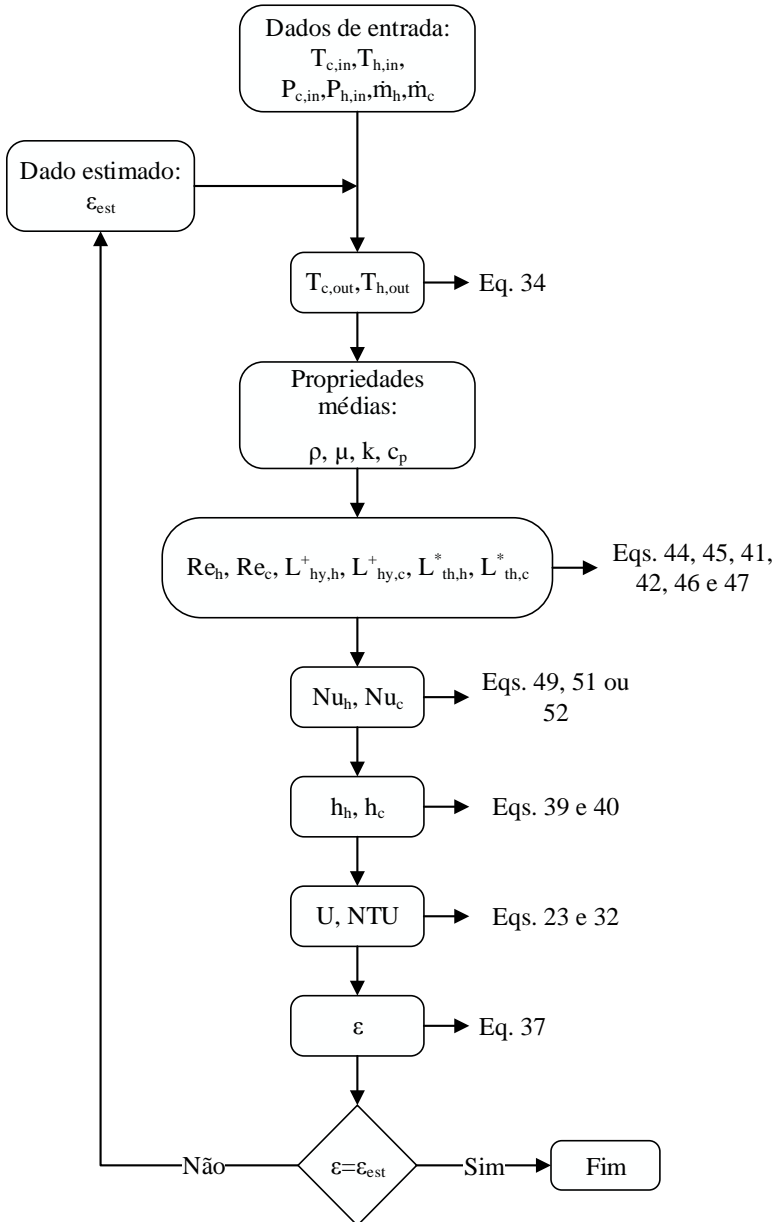 Dados de entrada:
T_c,in,T_h,in,
P_c,in,P_h,in,ṁ_h,ṁ_c
Dado estimado:
ε_est
T_c,out,T_h,out
Eq. 34
Propriedades
médias:
ρ, µ, k, c_p
Re_h, Re_c, L^+_hy,h, L^+_hy,c, L^*_th,h, L^*_th,c
Eqs. 44, 45, 41,
42, 46 e 47
Nu_h, Nu_c
Eqs. 49, 51 ou
52
h_h, h_c
Eqs. 39 e 40
U, NTU
Eqs. 23 e 32
ε
Eq. 37
Não
ε=ε_est
Sim
Fim